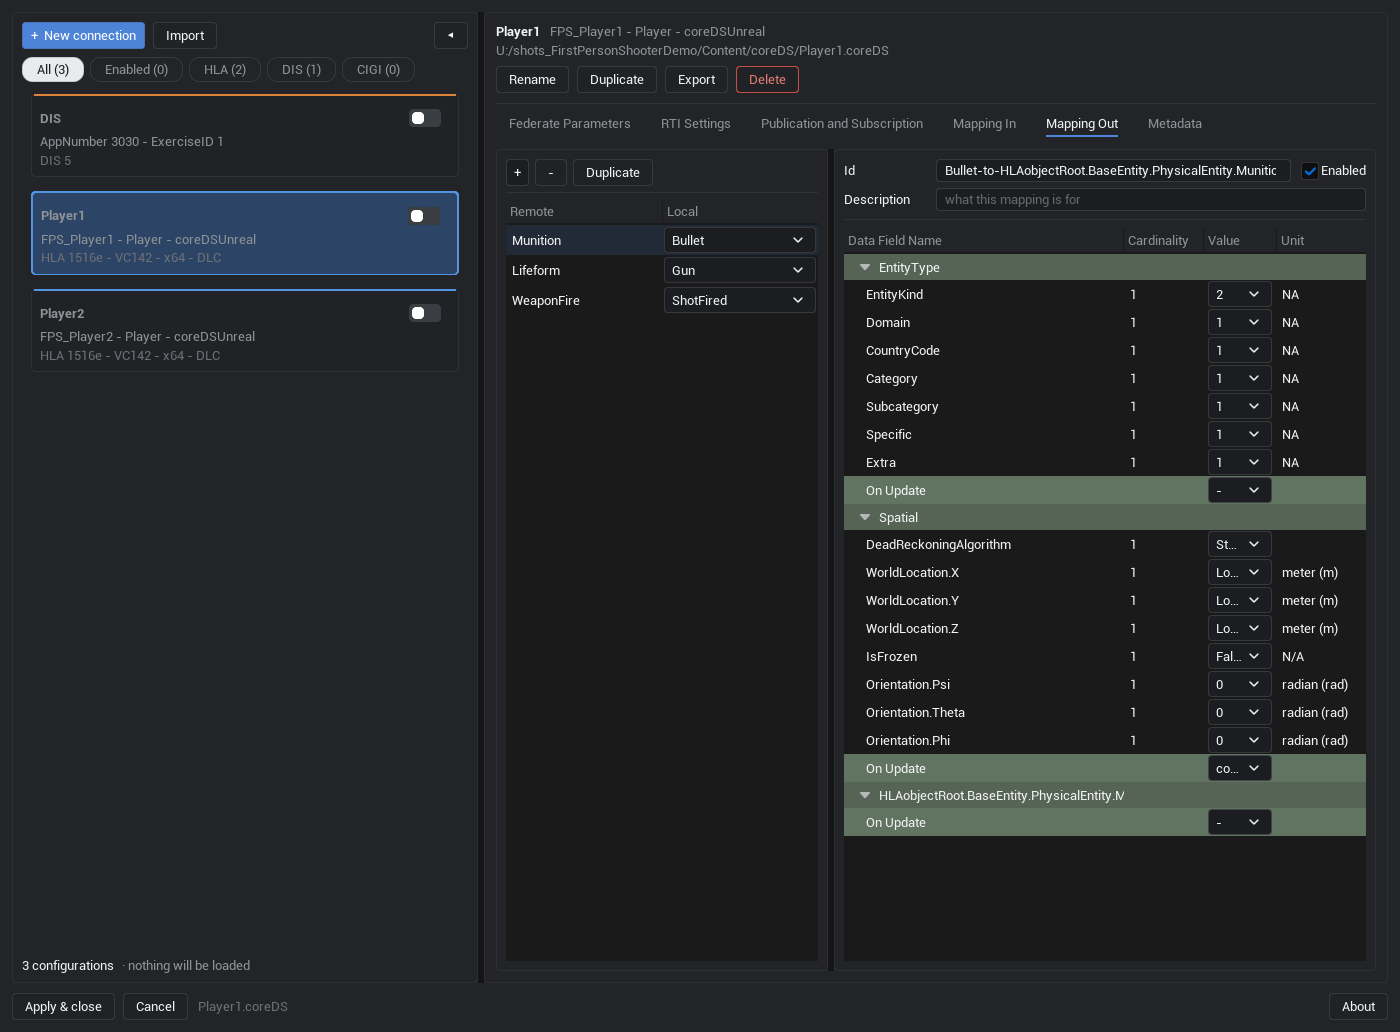 + New connection
Import
All (3)
Enabled (0)
HLA (2)
DIS (1)
CIGI (0)
DIS
AppNumber 3030 - ExerciseID 1
DIS 5
Player1
FPS_Player1 - Player - coreDSUnreal
HLA 1516e - VC142 - x64 - DLC
Player2
FPS_Player2 - Player - coreDSUnreal
HLA 1516e - VC142 - x64 - DLC
3 configurations · nothing will be loaded
Player1 FPS_Player1 - Player - coreDSUnreal
U:/shots_FirstPersonShooterDemo/Content/coreDS/Player1.coreDS
Rename
Duplicate
Export
Delete
Federate Parameters
RTI Settings
Publication and Subscription
Mapping In
Mapping Out
Metadata
+
-
Duplicate
Remote Local
Munition Bullet
Lifeform Gun
WeaponFire ShotFired
Id Bullet-to-HLAobjectRoot.BaseEntity.PhysicalEntity.Munitic Enabled
Description what this mapping is for
Data Field Name Cardinality Value Unit
EntityType
EntityKind 1 2 NA
Domain 1 1 NA
CountryCode 1 1 NA
Category 1 1 NA
Subcategory 1 1 NA
Specific 1 1 NA
Extra 1 1 NA
On Update -
Spatial
DeadReckoningAlgorithm 1 St...
WorldLocation.X 1 Lo... meter (m)
WorldLocation.Y 1 Lo... meter (m)
WorldLocation.Z 1 Lo... meter (m)
IsFrozen 1 Fal... N/A
Orientation.Psi 1 0 radian (rad)
Orientation.Theta 1 0 radian (rad)
Orientation.Phi 1 0 radian (rad)
On Update co...
HLAobjectRoot.BaseEntity.PhysicalEntity.M
On Update -
Apply & close
Cancel
Player1.coreDS
About